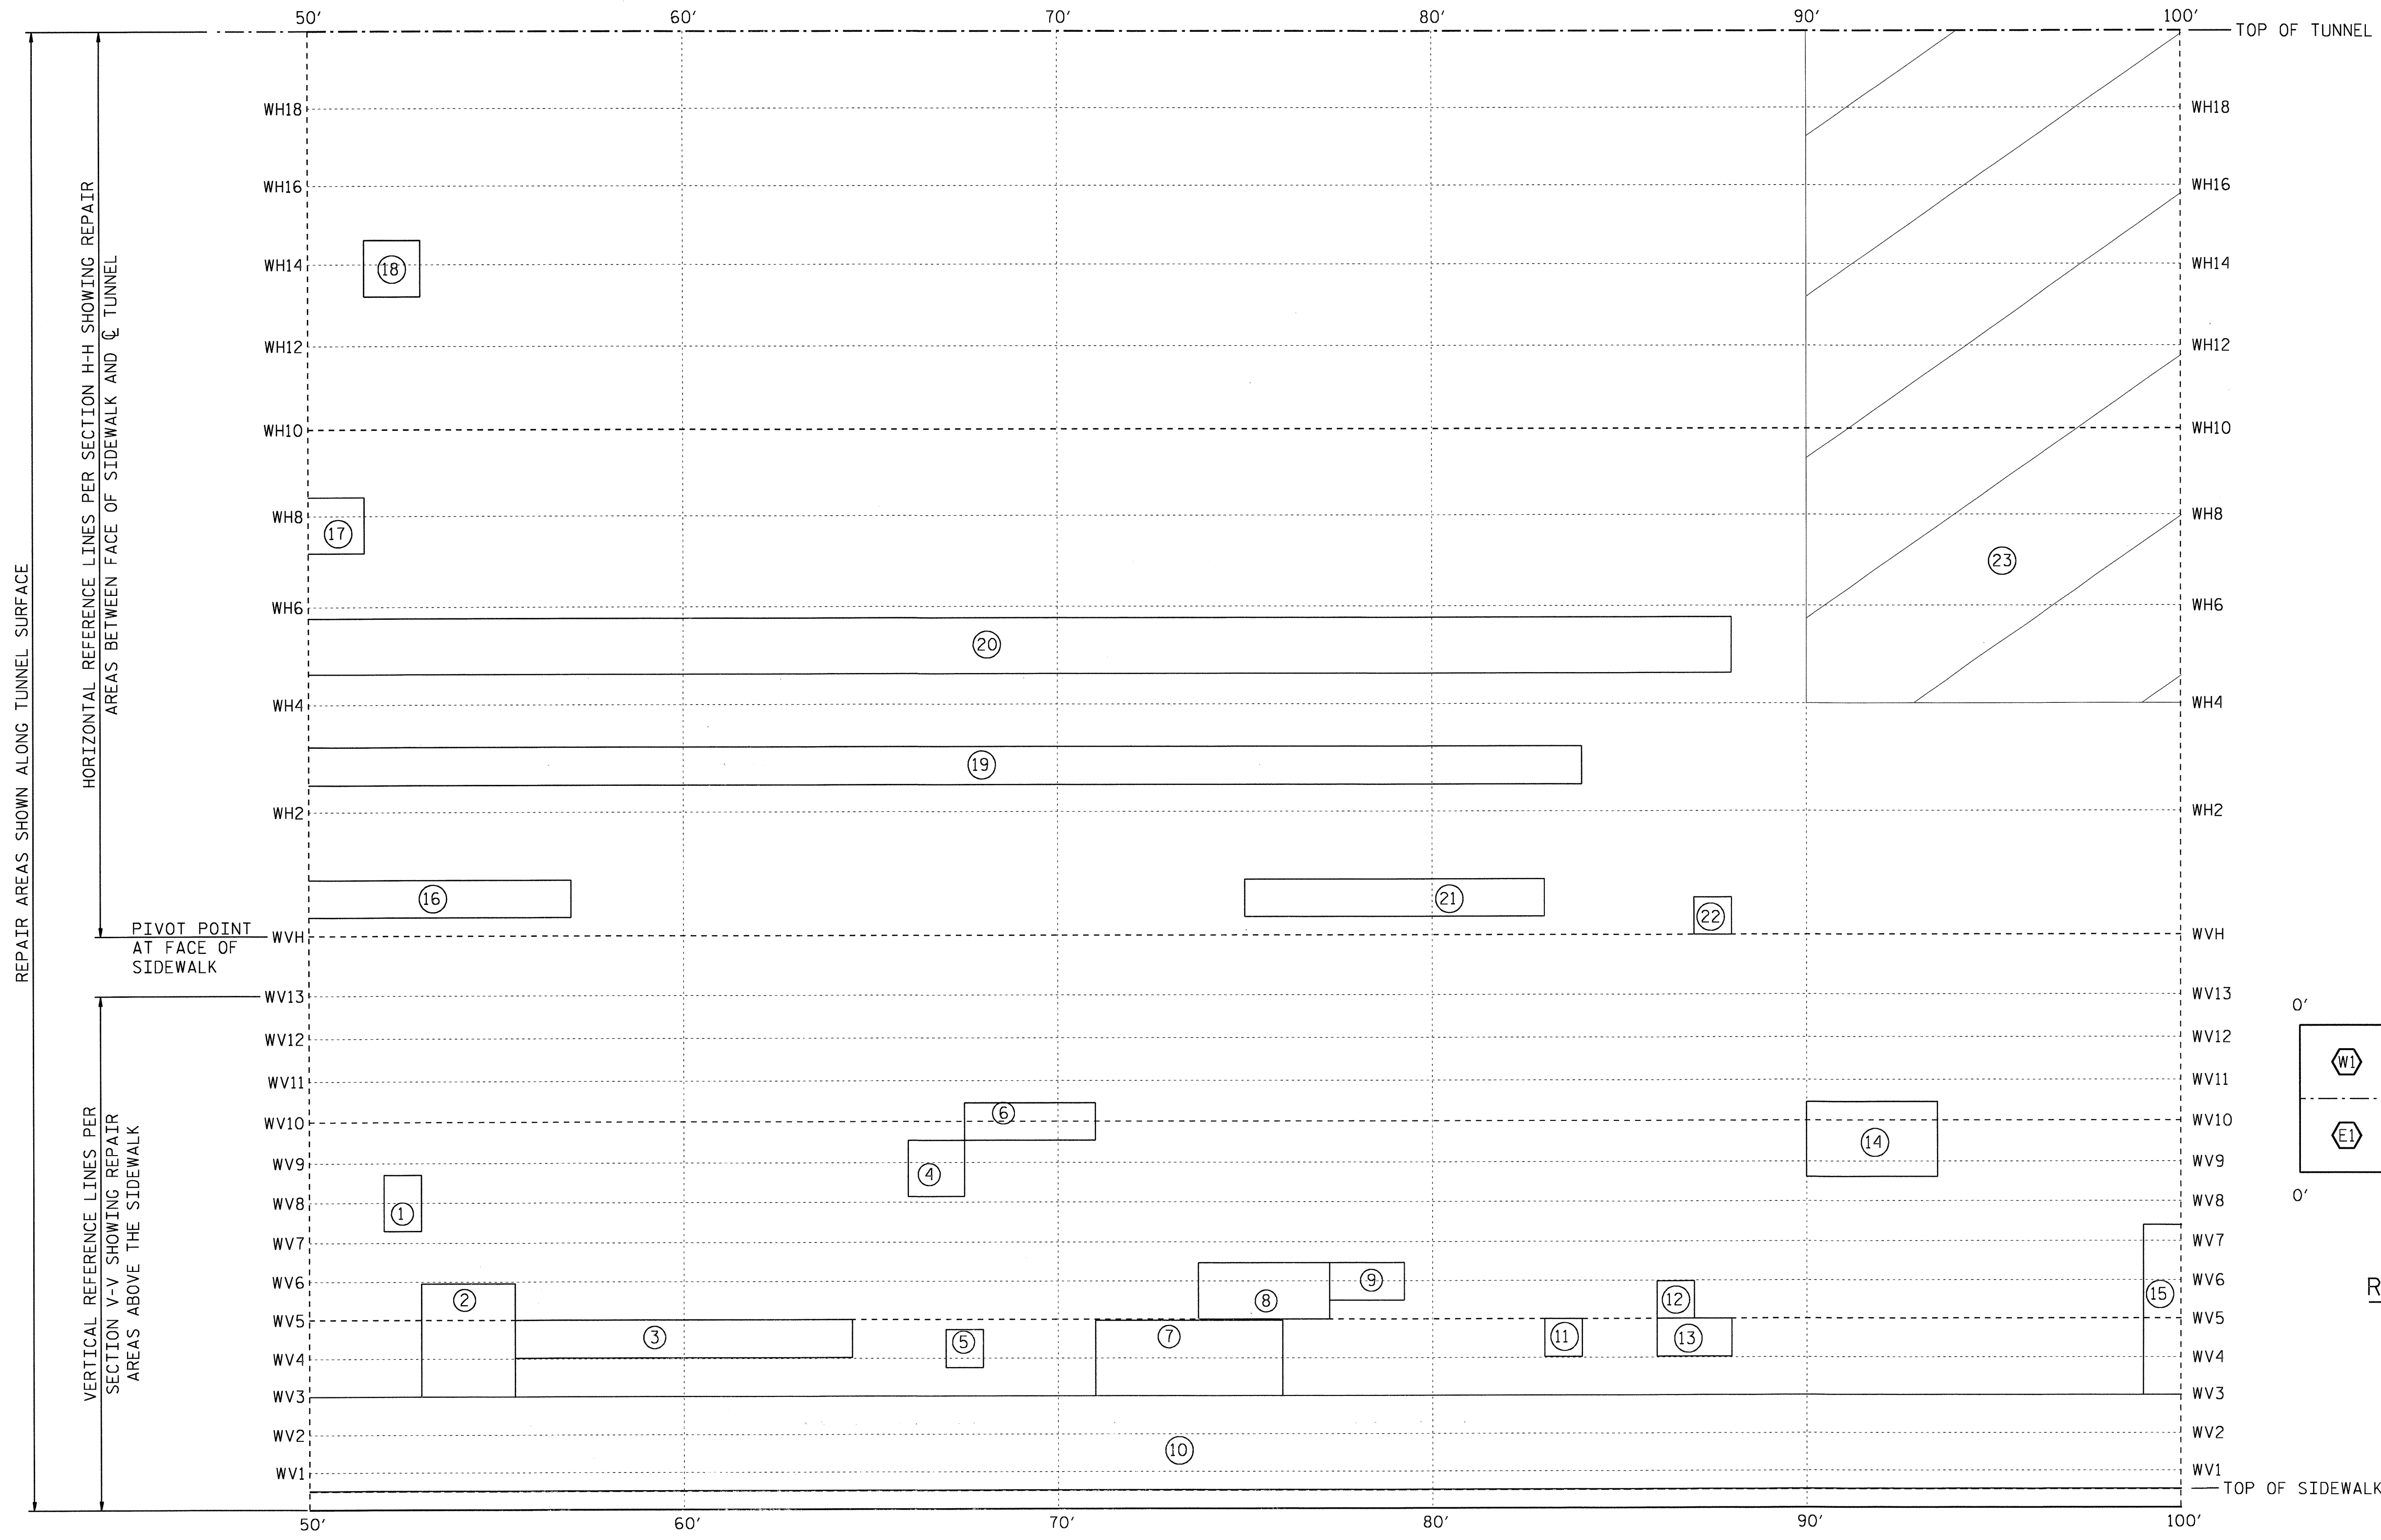 50' 60' 70' 80' 90' 100'
TOP OF TUNNEL
WH18 WH18
WH16 WH16
18
WH14 WH14
WH12 WH12
WH10 WH10
WH8 WH8
17
23
WH6 WH6
20
WH4 WH4
19
WH2 WH2
16 21
22
PIVOT POINT
AT FACE OF
SIDEWALK
WVH WVH
WV13 WV13
WV12 WV12
WV11 WV11
6
WV10 WV10
14
WV9 WV9
4
WV8 WV8
1
WV7 WV7
WV6 WV6
9
15
2 8 12
WV5 WV5
3 5 7 11 13
WV4 WV4
WV3 WV3
WV2 WV2
10
WV1 WV1
TOP OF SIDEWALK
50' 60' 70' 80' 90' 100'
REPAIR AREAS SHOWN ALONG TUNNEL SURFACE
HORIZONTAL REFERENCE LINES PER SECTION H-H SHOWING REPAIR
AREAS BETWEEN FACE OF SIDEWALK AND ℄ TUNNEL
VERTICAL REFERENCE LINES PER
SECTION V-V SHOWING REPAIR
AREAS ABOVE THE SIDEWALK
0'
W1
E1
0'
R